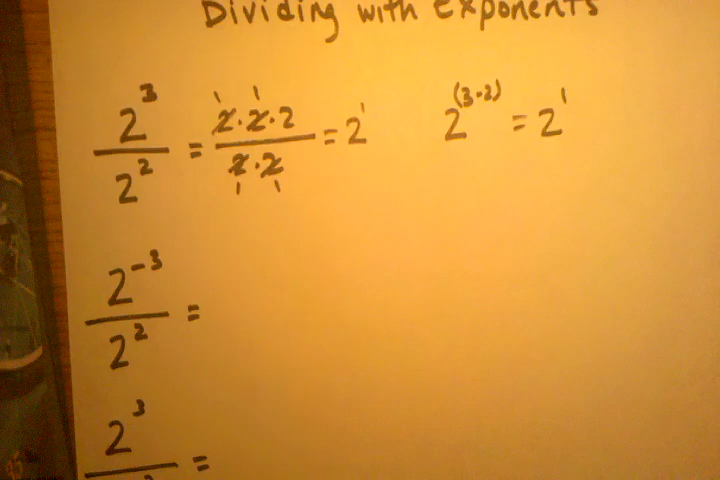 Dividing with Exponents
2^3 / 2^2 = 2·2·2 / 2·2 = 2^1   2^(3-2) = 2^1
2^-3 / 2^2 =
2^3 / =